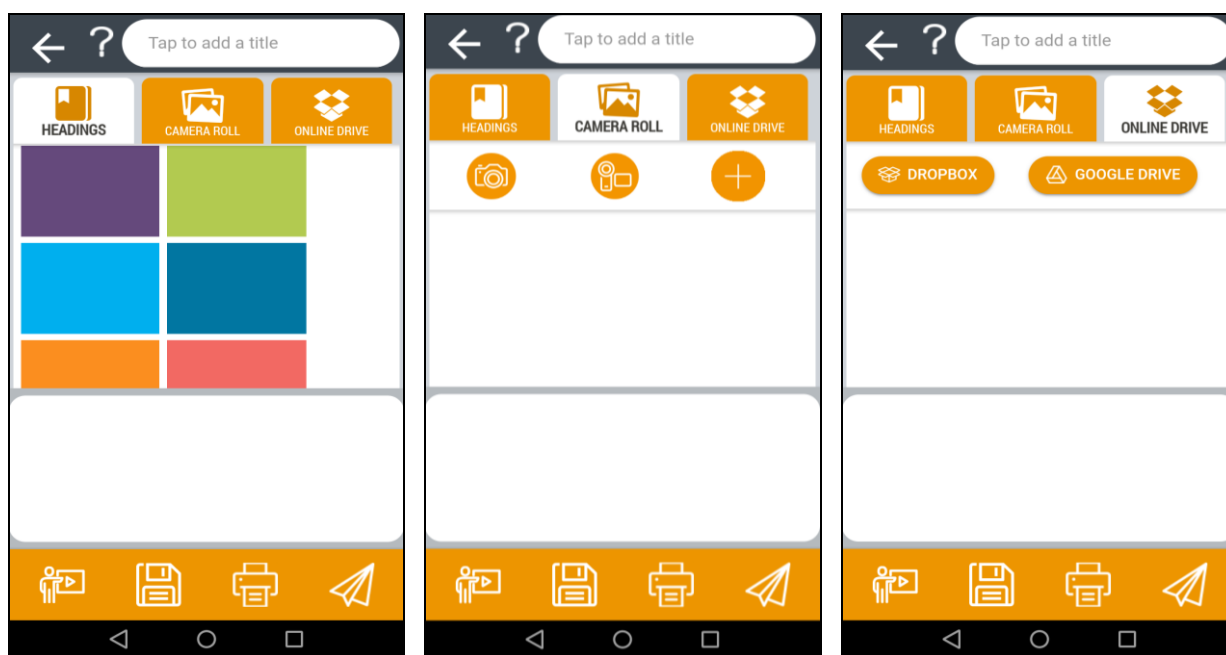 ? Tap to add a title
HEADINGS CAMERA ROLL ONLINE DRIVE
? Tap to add a title
HEADINGS CAMERA ROLL ONLINE DRIVE
? Tap to add a title
HEADINGS CAMERA ROLL ONLINE DRIVE
DROPBOX GOOGLE DRIVE